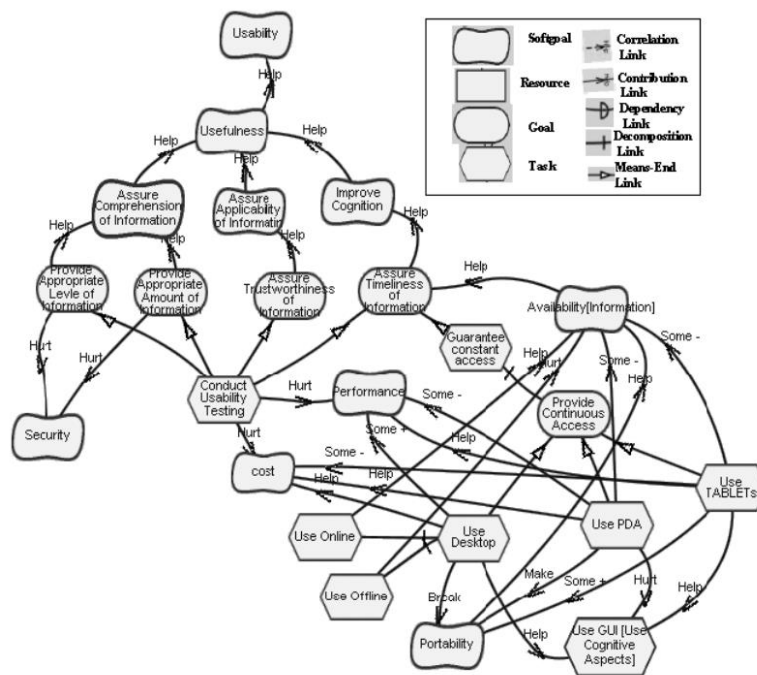 Usability
Help
Usefulness
Help
Help
Help
Assure
Comprehension
of Information
Assure
Applicability
of Informatin
Improve
Cognition
Help
Help
Help
Help
Provide
Appropriate
Levle of
Information
Provide
Appropriate
Amount of
Information
Assure
Trustworthiness
of
Information
Assure
Timeliness
of
Information
Help
Availability[Information]
Guarantee
constant
access
Hurt
Hurt
Conduct
Usability
Testing
Hurt
Performance
Some -
Help
Hurt
Some -
Help
Some -
Provide
Continuous
Access
Security
Hurt
Some +
Help
cost
Some -
Help
Help
Use
TABLETs
Use Online
Use
Desktop
Use PDA
Use Offline
Break
Make
Some +
Hurt
Help
Portability
Help
Use GUI [Use
Cognitive
Aspects]
Softgoal
Resource
Goal
Task
Correlation
Link
Contribution
Link
Dependency
Link
Decomposition
Link
Means-End
Link